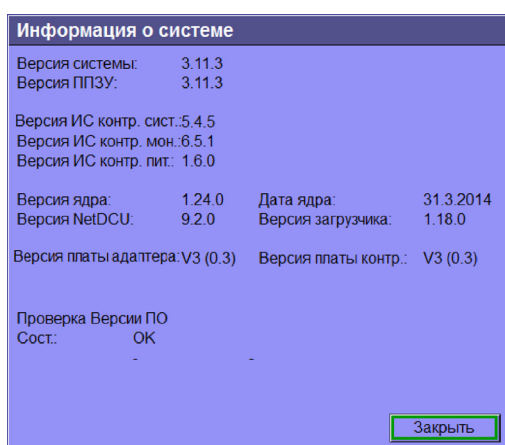 Информация о системе
Версия системы: 3.11.3
Версия ППЗУ: 3.11.3
Версия ИС контр. сист.:5.4.5
Версия ИС контр. мон.:6.5.1
Версия ИС контр. пит.: 1.6.0
Версия ядра: 1.24.0 Дата ядра: 31.3.2014
Версия NetDCU: 9.2.0 Версия загрузчика: 1.18.0
Версия платы адаптера: V3 (0.3) Версия платы контр.: V3 (0.3)
Проверка Версии ПО
Сост.: OK
- -
Закрыть